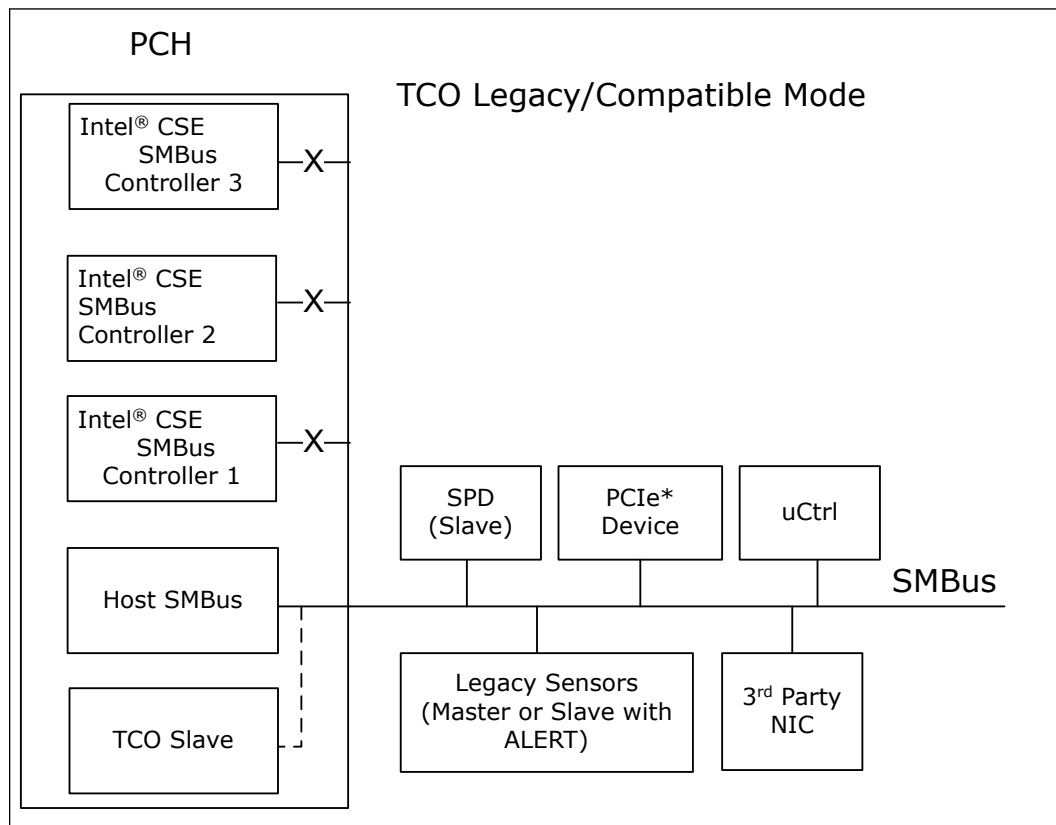 PCH
TCO Legacy/Compatible Mode
Intel® CSE
SMBus
Controller 3
X
Intel® CSE
SMBus
Controller 2
X
Intel® CSE
SMBus
Controller 1
X
SPD
(Slave)
PCIe*
Device
uCtrl
Host SMBus
SMBus
TCO Slave
Legacy Sensors
(Master or Slave with
ALERT)
3rd Party
NIC